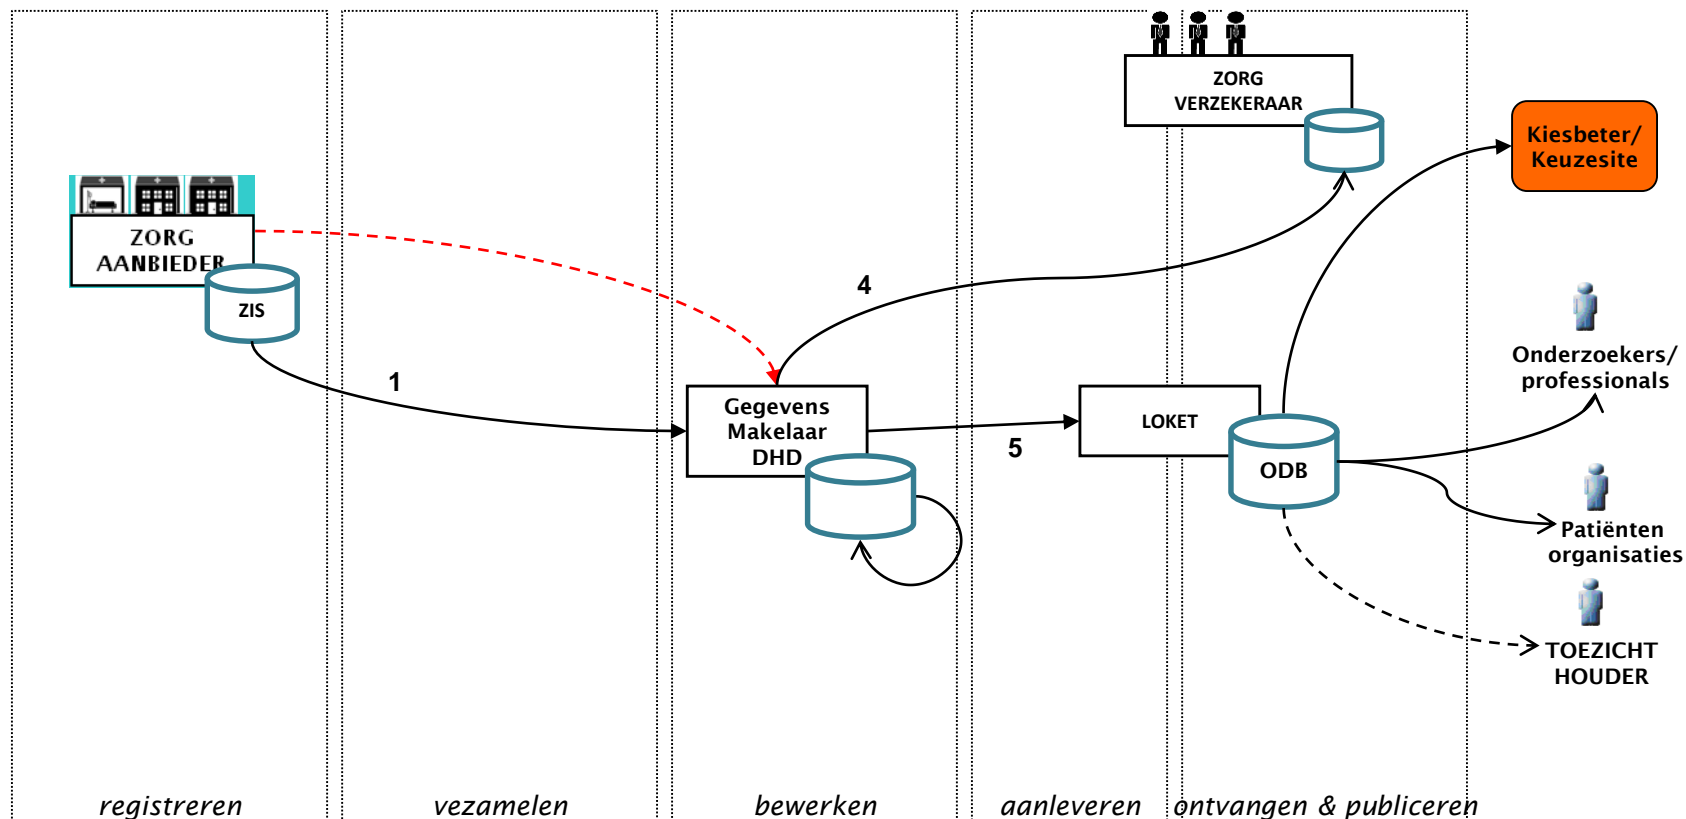 ZORG
VERZEKERAAR
Kiesbeter/
Keuzesite
ZORG
AANBIEDER
ZIS
4
1
Onderzoekers/
professionals
Gegevens
Makelaar
DHD
LOKET
5
ODB
Patiënten
organisaties
TOEZICHT
HOUDER
registreren
vezamelen
bewerken
aanleveren
ontvangen & publiceren